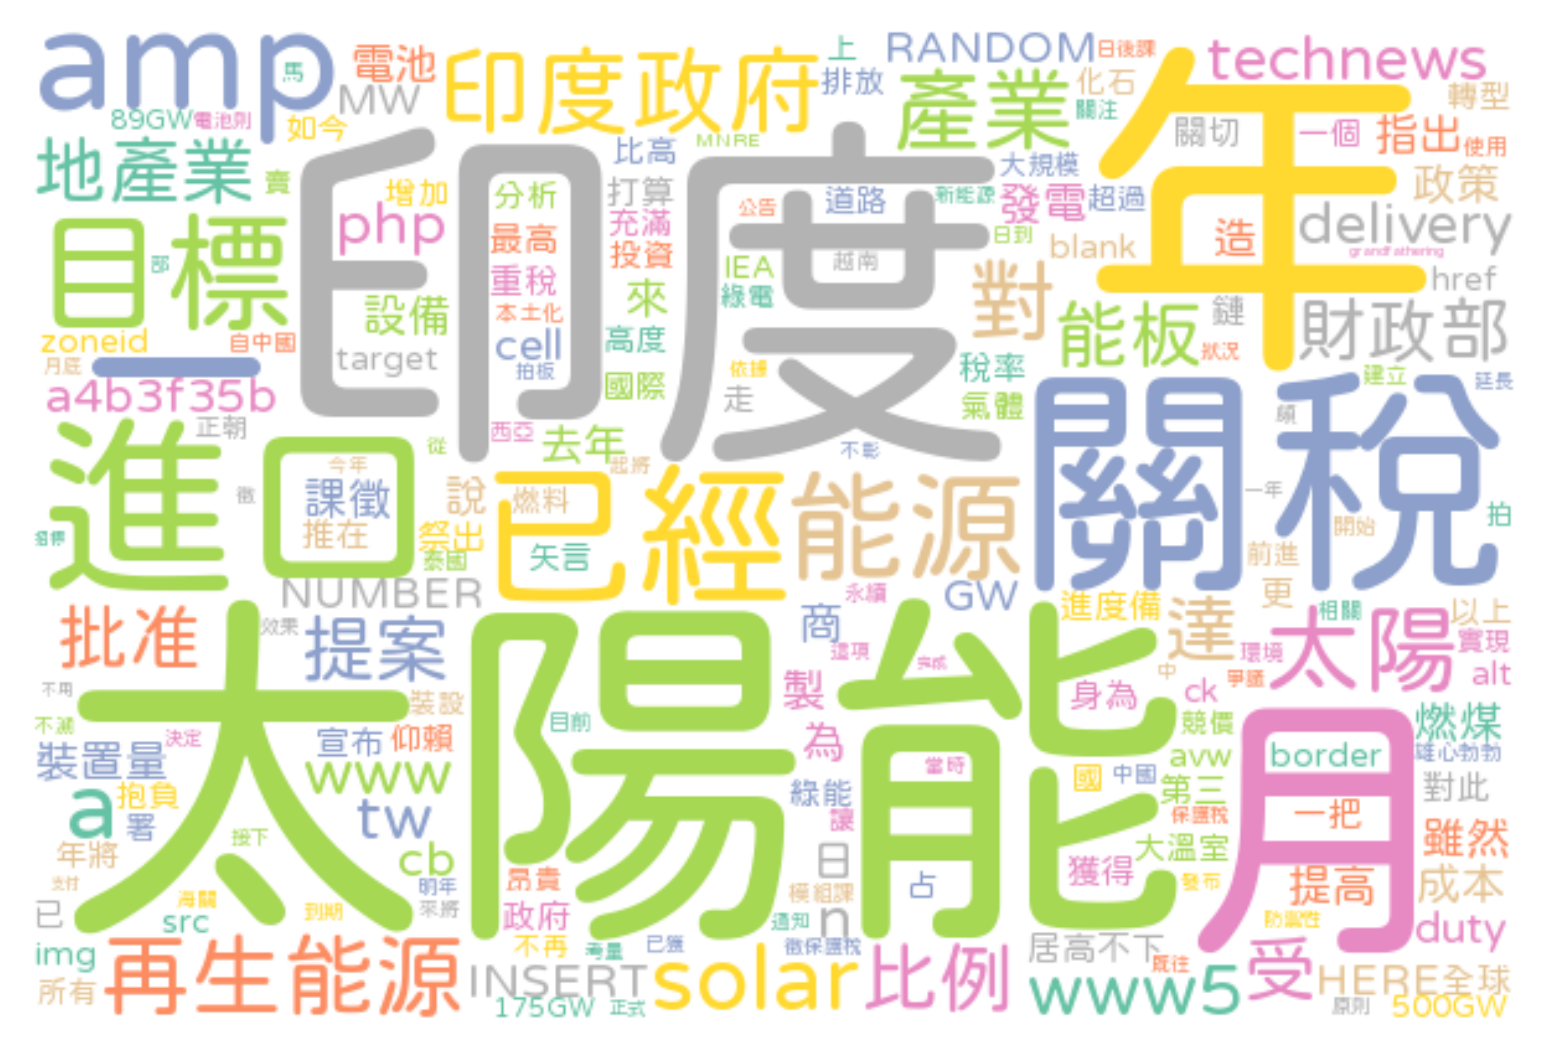 amp
馬
電池
MW
印度政府
上
RANDOM
日後課
technews
排放
產業
化石
關注
年
轉型
89GW
電池則
如今
地產業
賣
印度
比高
MNRE
大規模
關切
一個
指出
使用
增加
分析
打算
道路
新能源
發電
超過
政策
目標
部
php
最高
充滿
公告
日到
造
delivery
投資
越南
blank
grandfathering
重稅
IEA
綠電
對
href
設備
本土化
來
能板
鏈
財政部
zoneid
自中國
target
cell
高度
狀況
月底
一
拍板
依據
稅率
建立
延長
a4b3f35b
國際
走
氣體
關稅
頗
正朝
西亞
去年
不彰
進口
從
今年
起將
徵
課徵
說
燃料
已經
能源
一年
拍
推在
祭出
泰國
矢言
開始
前進
招標
NUMBER
永續
GW
進度備
更
批准
效果
提案
商
達
相關
以上
太陽能
這項
完成
環境
太陽
實現
不用
裝設
製
中
爭議
alt
身為
ck
不滿
決定
目前
競價
燃煤
裝置量
宣布
仰賴
為
當時
avw
border
雄心勃勃
www
國
中國
a
抱負
tw
綠能
第三
月
對此
署
讓
保護稅
一把
接下
大溫室
雖然
年將
cb
日
獲得
支付
明年
昂貴
模組課
占
發布
提高
成本
已
海關
到期
來將
政府
通知
n
防禦性
src
img
再生能源
不再
考量
已獲
徵保護稅
居高不下
既往
受
duty
所有
INSERT
solar
比例
www5
HERE
全球
175GW
正式
原則
500GW